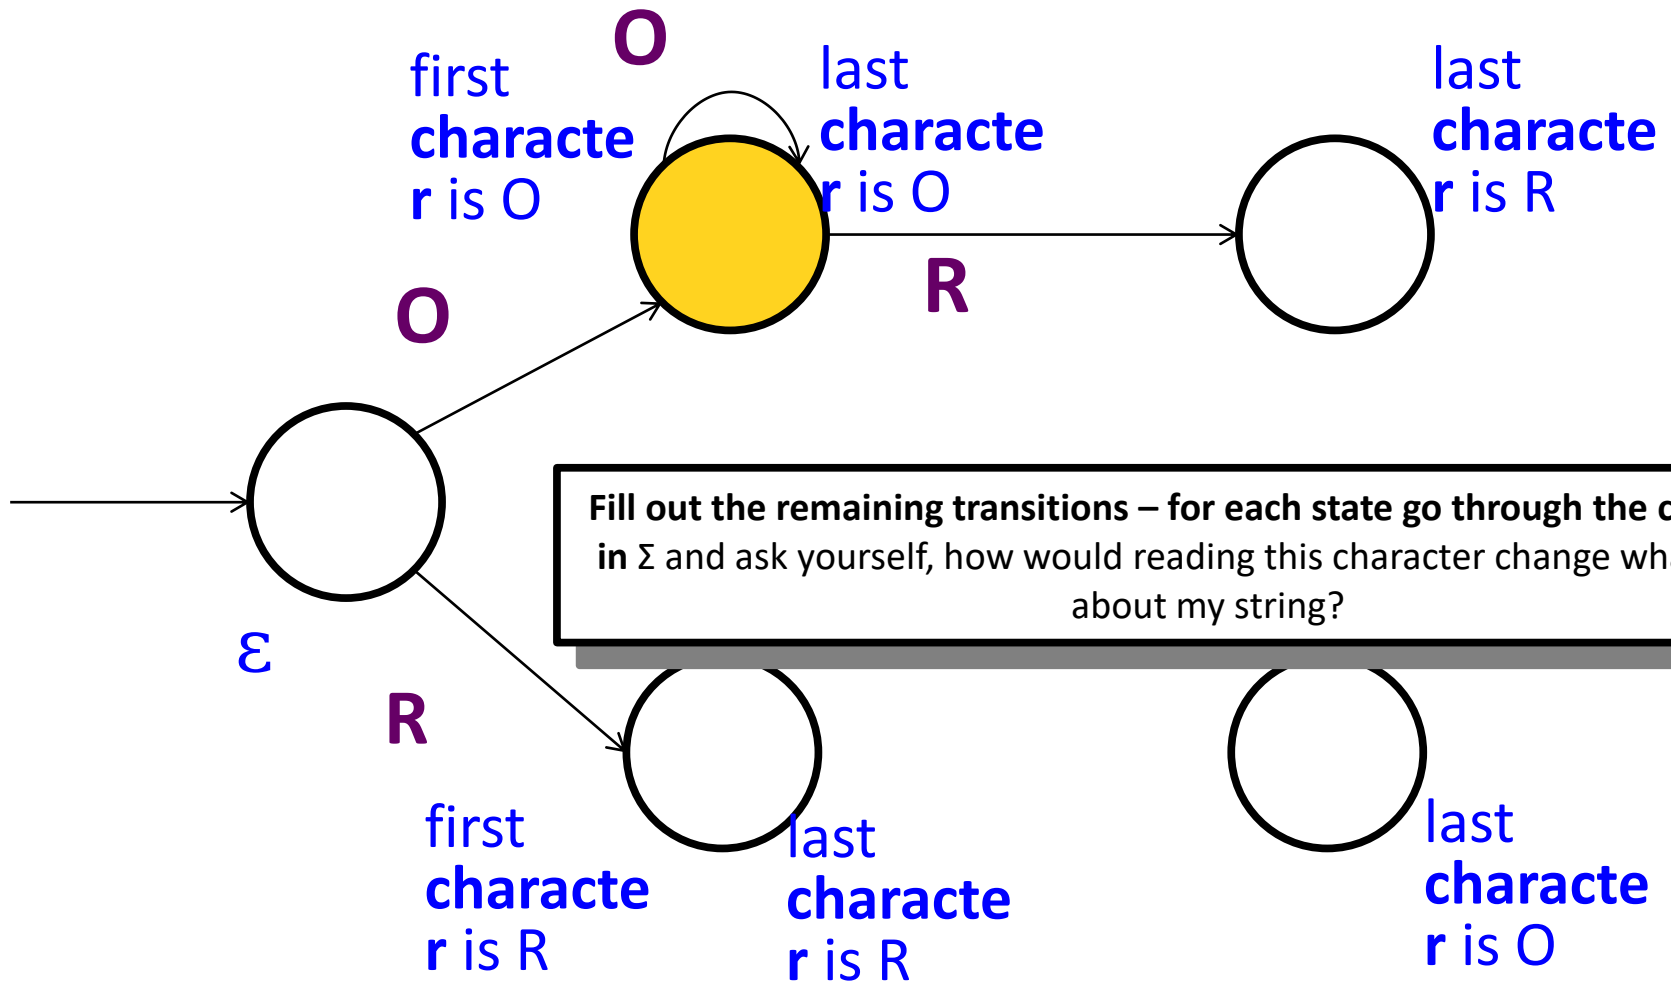 O
first
characte
r is O
last
characte
r is O
last
characte
r is R
R
O
Fill out the remaining transitions – for each state go through the
in Σ and ask yourself, how would reading this character change
about my string?
ε
R
first
characte
r is R
last
characte
r is R
last
characte
r is O